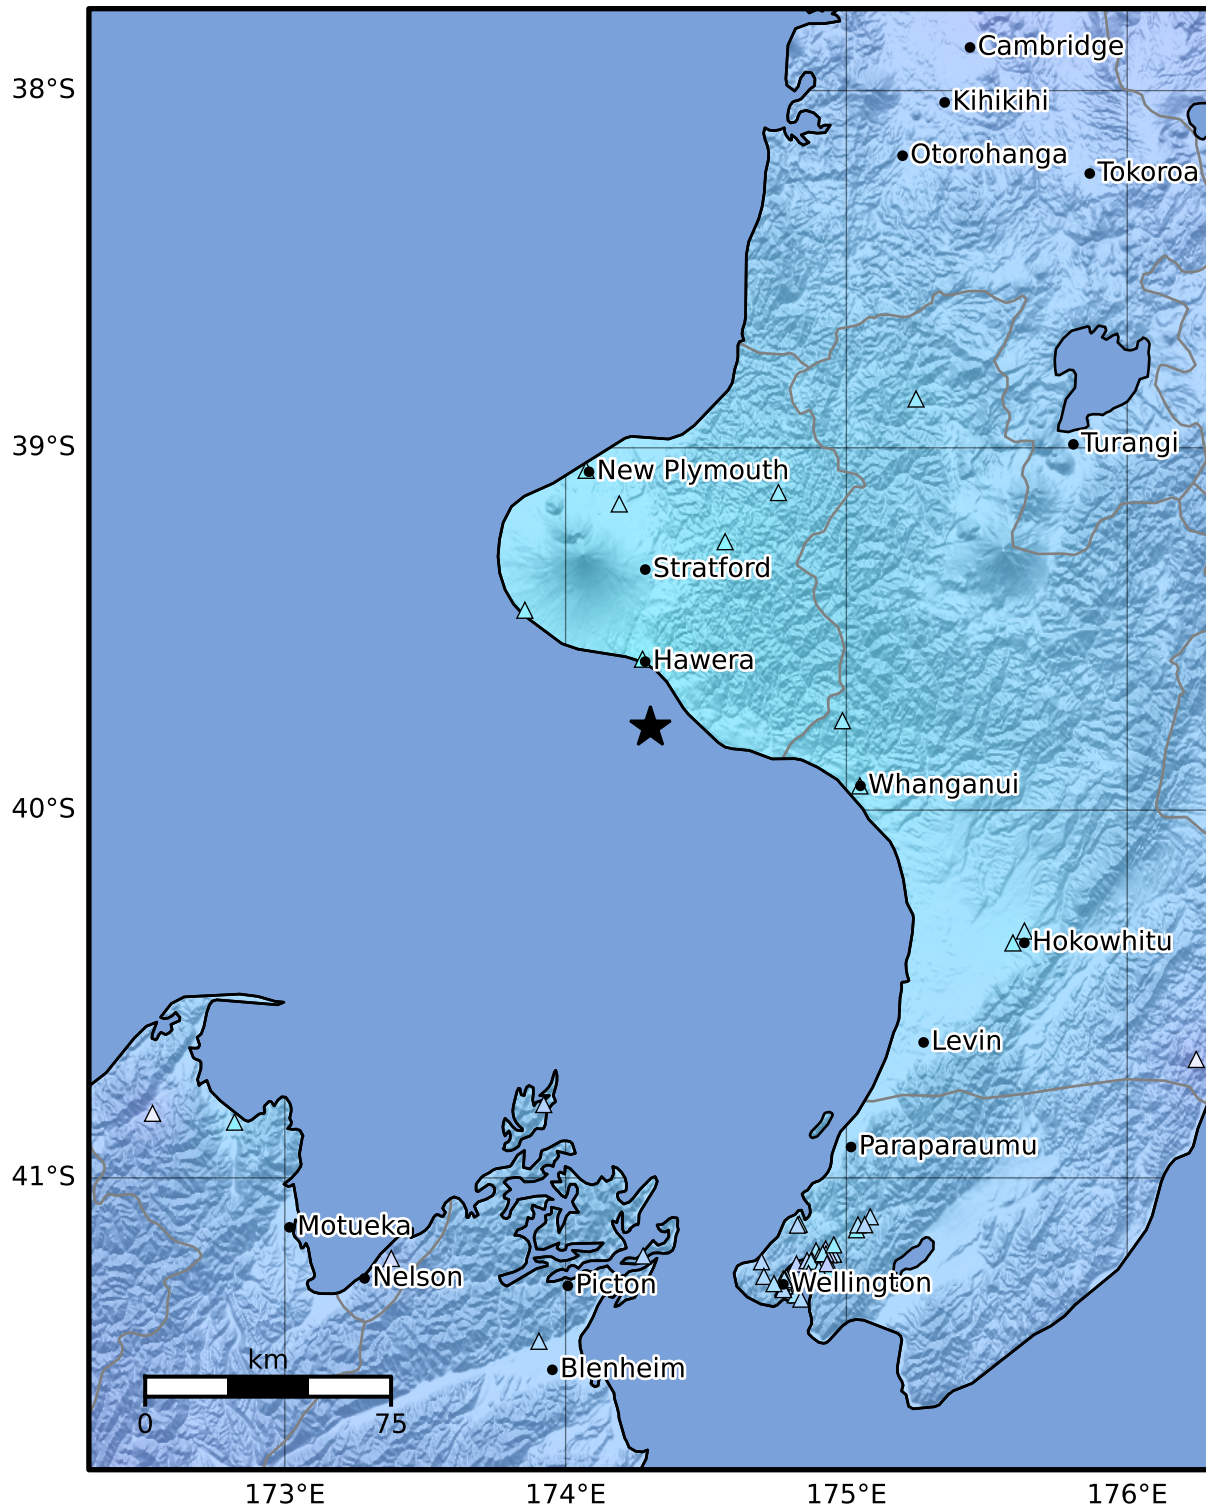 Cambridge
38°S
Kihikihi
Otorohanga
Tokoroa
39°S
Turangi
New Plymouth
Stratford
Hawera
Whanganui
40°S
Hokowhitu
Levin
Paraparaumu
41°S
Motueka
Nelson
Picton
Wellington
km
Blenheim
0 75
173°E 174°E 175°E 176°E